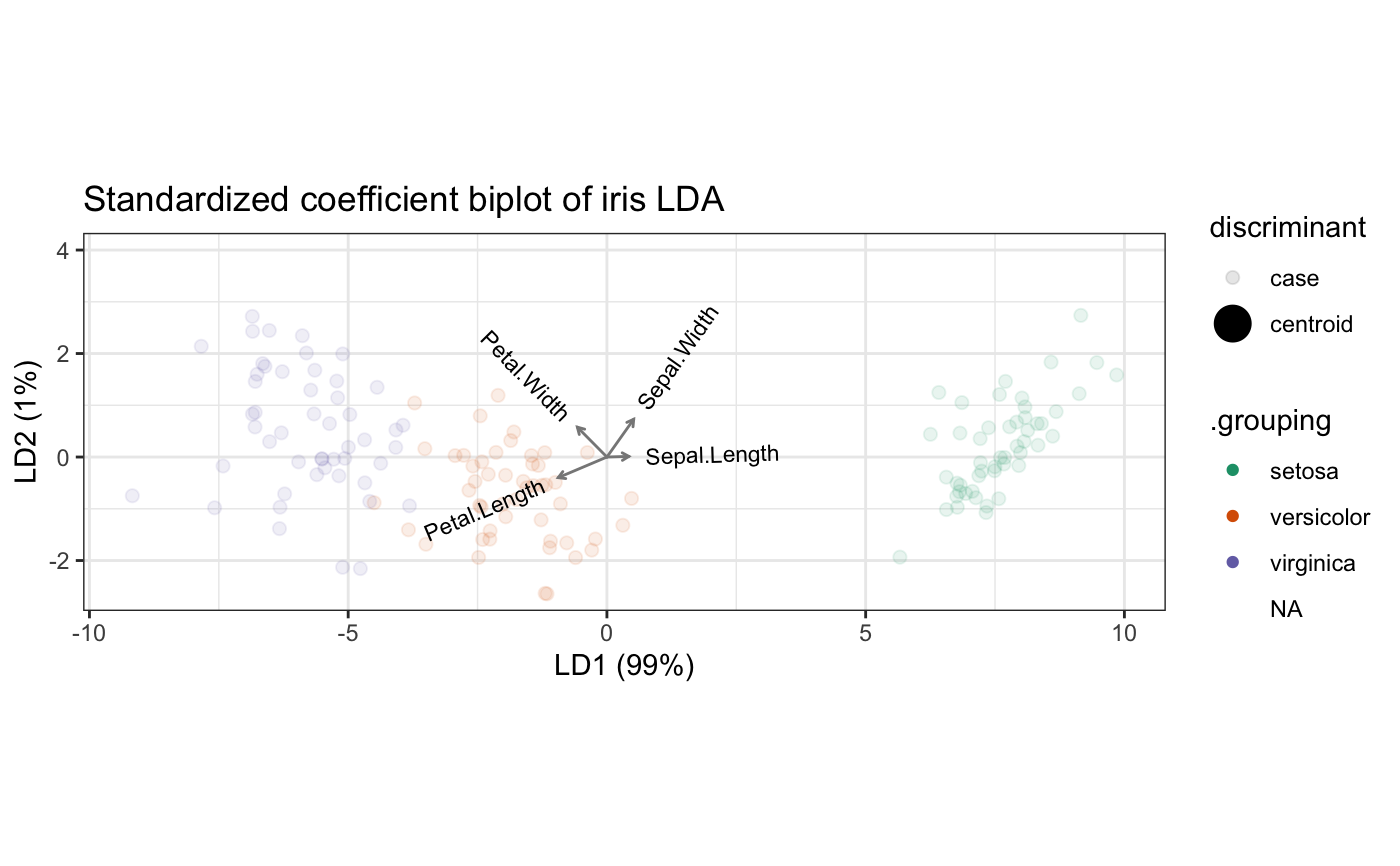 Standardized coefficient biplot of iris LDA
4
2
0
-2
LD2 (1%)
Petal.Width
Sepal.Width
Sepal.Length
Petal.Length
-10
-5
0
5
10
LD1 (99%)
discriminant
case
centroid
.grouping
setosa
versicolor
virginica
NA